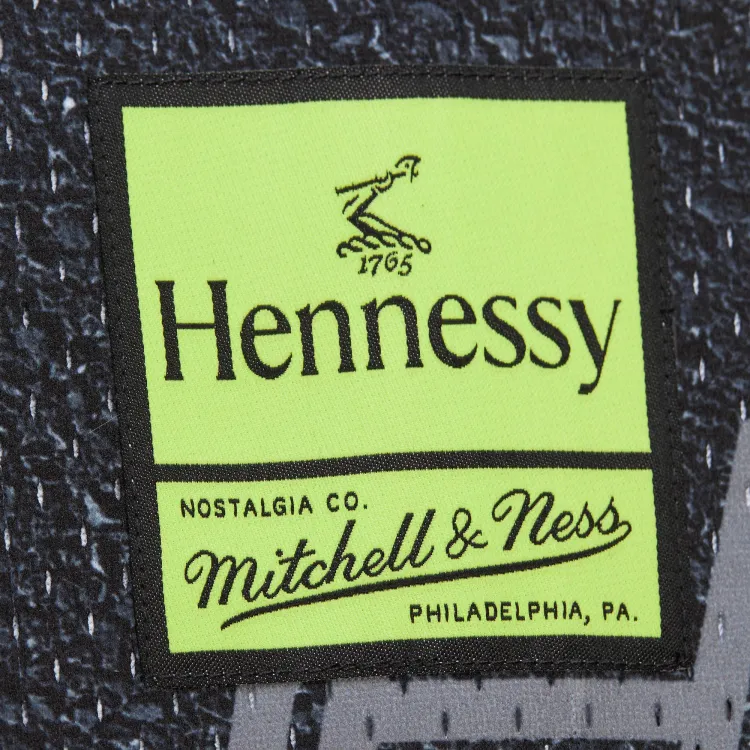 1765
Hennessy
NOSTALGIA CO.
Mitchell & Ness
PHILADELPHIA, PA.